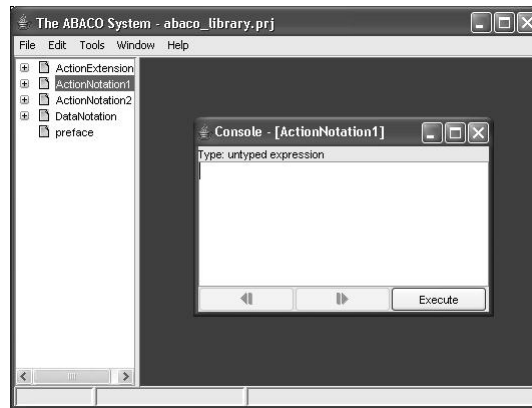 The ABACO System - abaco_library.prj
File Edit Tools Window Help
ActionExtension
ActionNotation1
ActionNotation2
DataNotation
preface
Console - [ActionNotation1]
Type: untyped expression
Execute